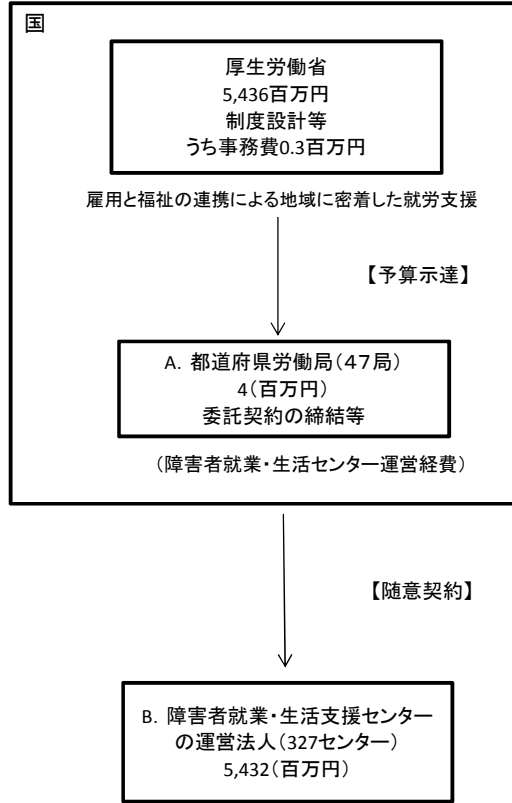 国
厚生労働省
5,436百万円
制度設計等
うち事務費0.3百万円
雇用と福祉の連携による地域に密着した就労支援
【予算示達】
A. 都道府県労働局(47局)
4(百万円)
委託契約の締結等
(障害者就業・生活センター運営経費)
【随意契約】
B. 障害者就業・生活支援センター
の運営法人(327センター)
5,432(百万円)